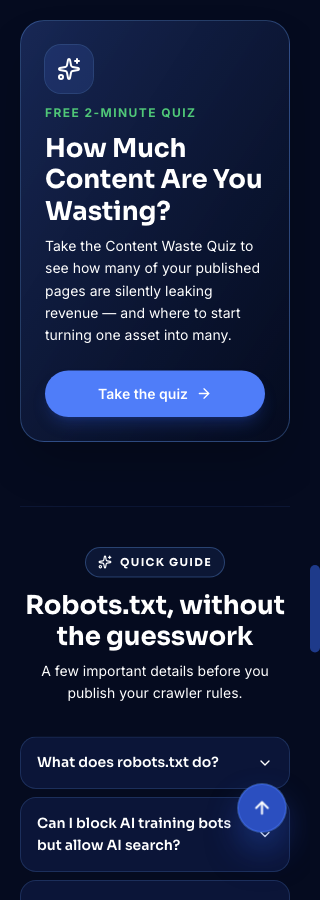 FREE 2-MINUTE QUIZ
How Much
Content Are You
Wasting?
Take the Content Waste Quiz to
see how many of your published
pages are silently leaking
revenue — and where to start
turning one asset into many.
Take the quiz
QUICK GUIDE
Robots.txt, without
the guesswork
A few important details before you
publish your crawler rules.
What does robots.txt do?
Can I block AI training bots
but allow AI search?